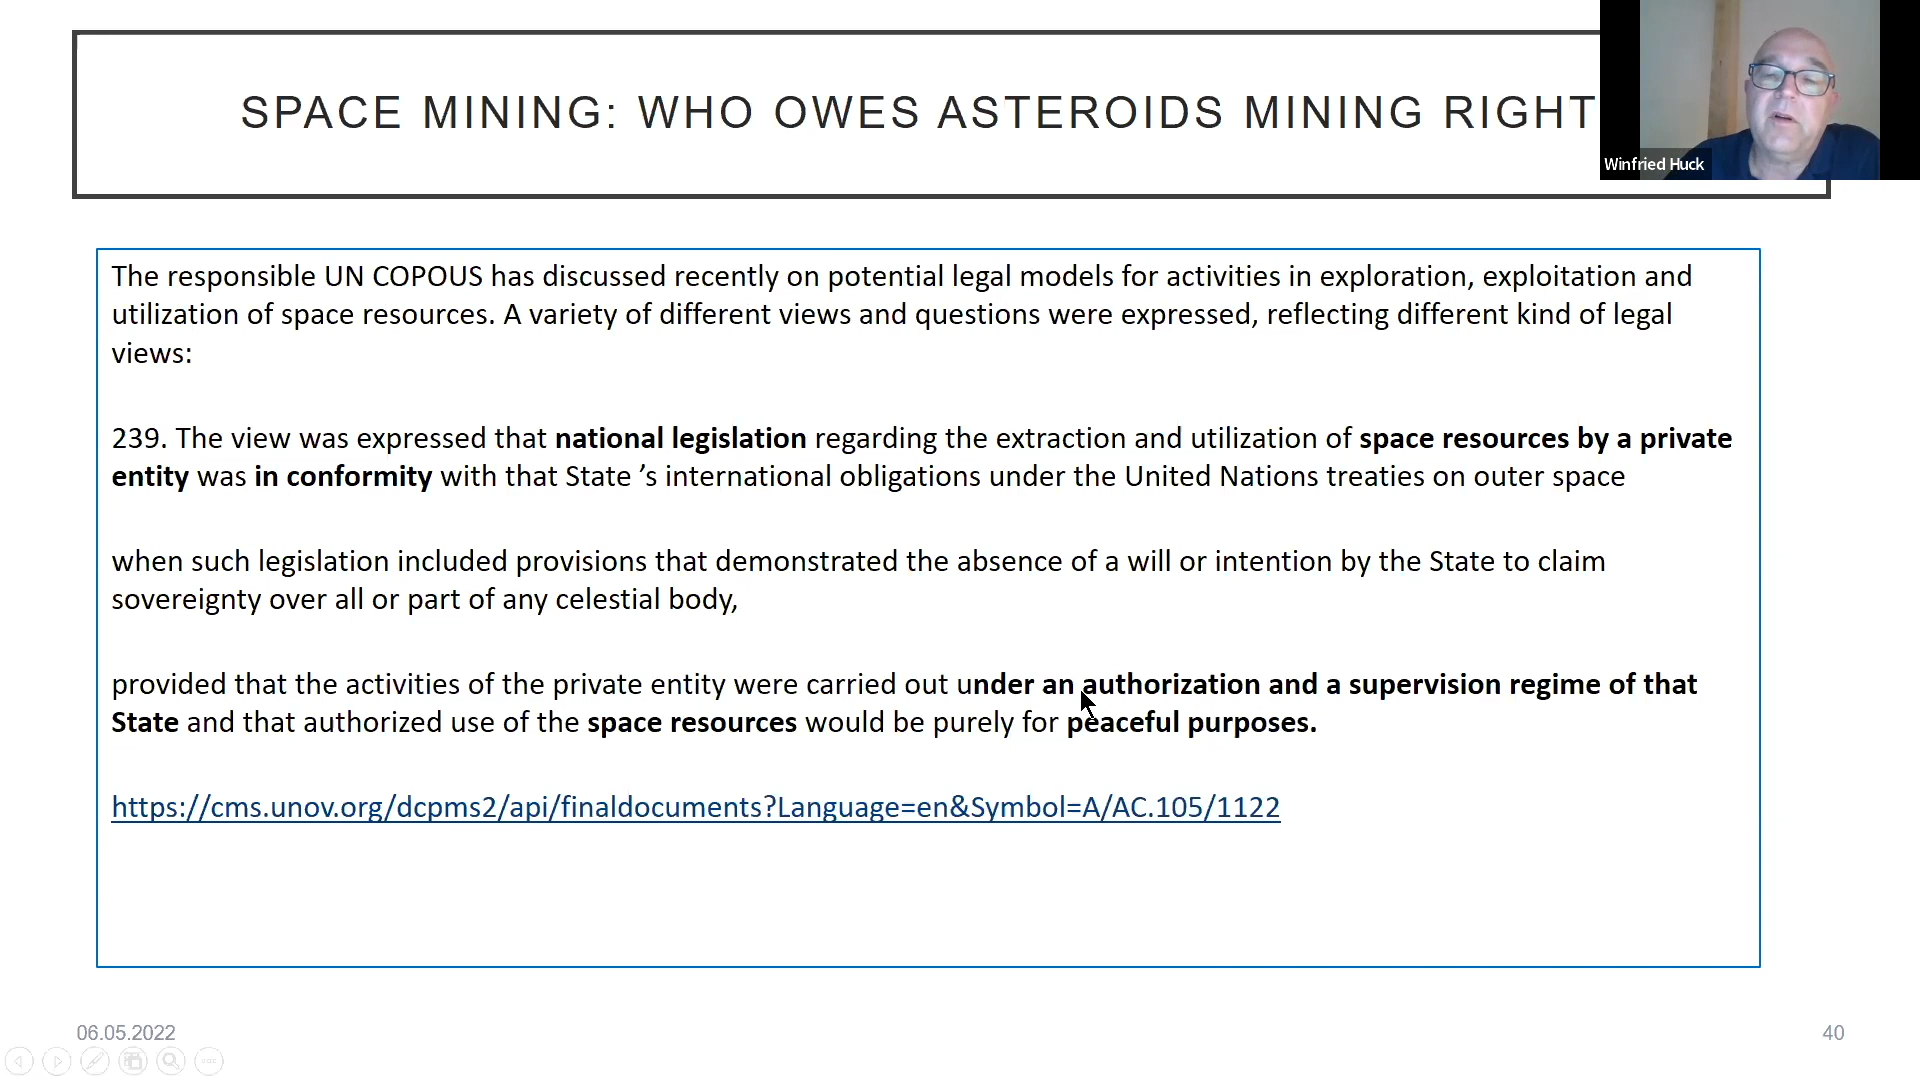 SPACE MINING: WHO OWES ASTEROIDS MINING RIGHT
Winfried Huck
The responsible UN COPOUS has discussed recently on potential legal models for activities in exploration, exploitation and
utilization of space resources. A variety of different views and questions were expressed, reflecting different kind of legal
views:
239. The view was expressed that national legislation regarding the extraction and utilization of space resources by a private
entity was in conformity with that State ’s international obligations under the United Nations treaties on outer space
when such legislation included provisions that demonstrated the absence of a will or intention by the State to claim
sovereignty over all or part of any celestial body,
provided that the activities of the private entity were carried out under an authorization and a supervision regime of that
State and that authorized use of the space resources would be purely for peaceful purposes.
https://cms.unov.org/dcpms2/api/finaldocuments?Language=en&Symbol=A/AC.105/1122
06.05.2022
40